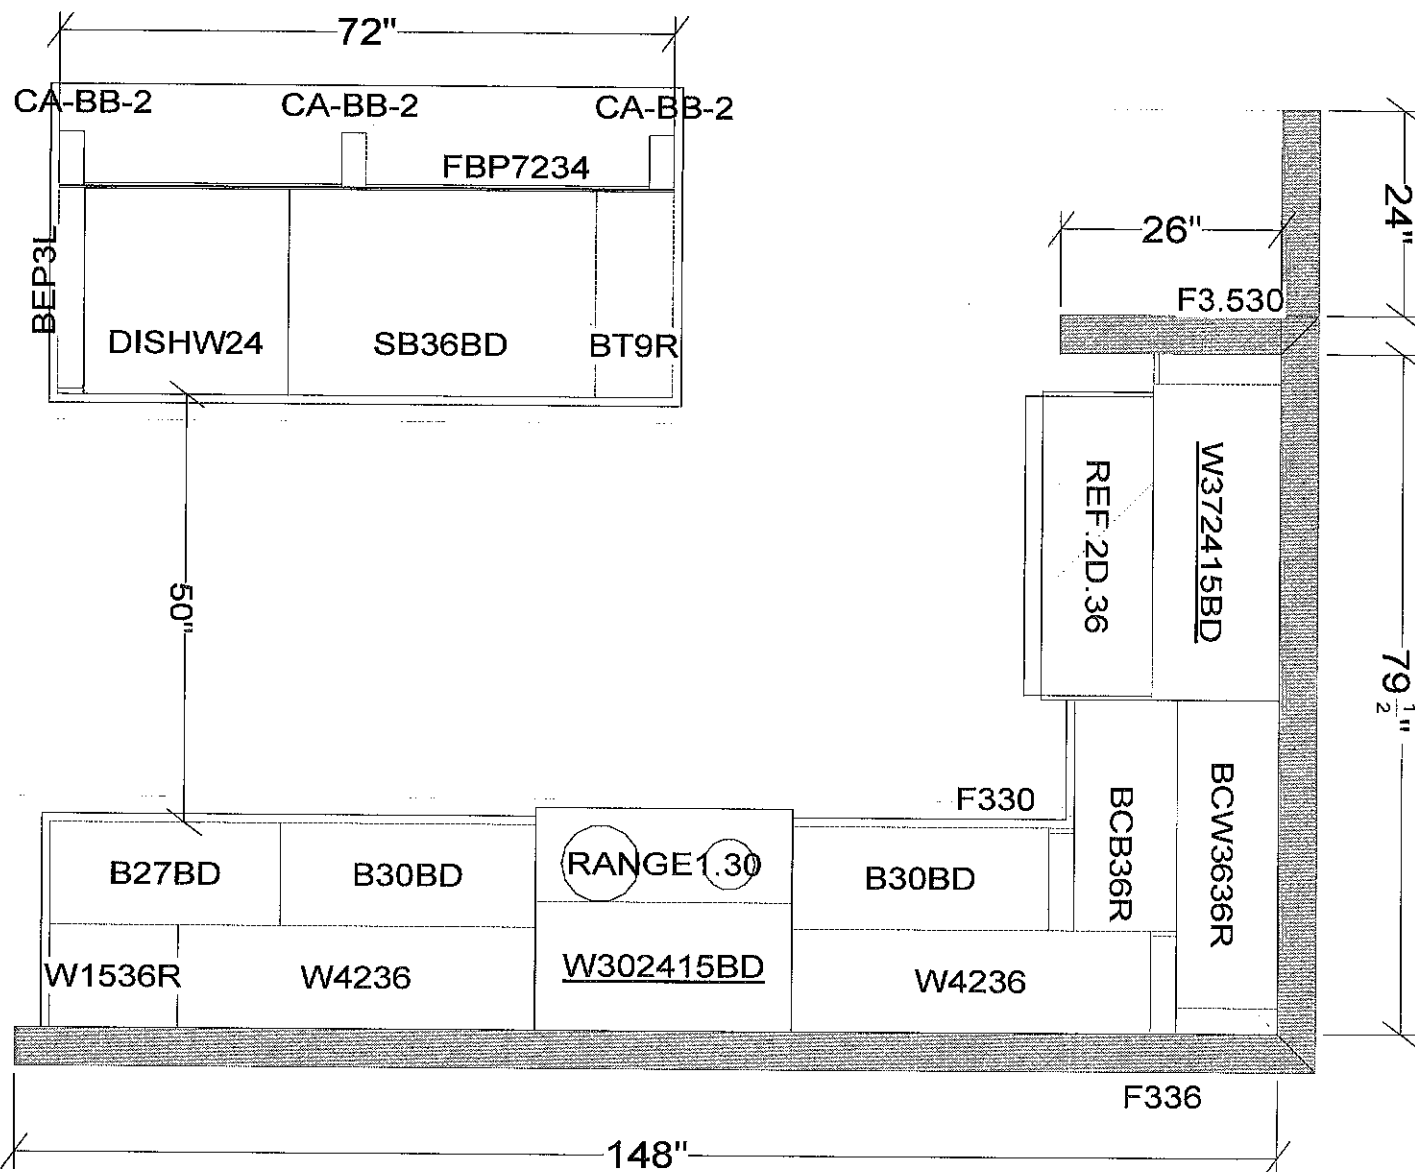 72"
CA-BB-2
CA-BB-2
CA-BB-2
FBP7234
BEP3L
DISHW24
SB36BD
BT9R
24"
26"
F3.530
W372415BD
REF.2D.36
79 1/2"
50"
F330
BCB36R
BCW3636R
B27BD
B30BD
RANGE1.30
B30BD
W1536R
W4236
W302415BD
W4236
F336
148"